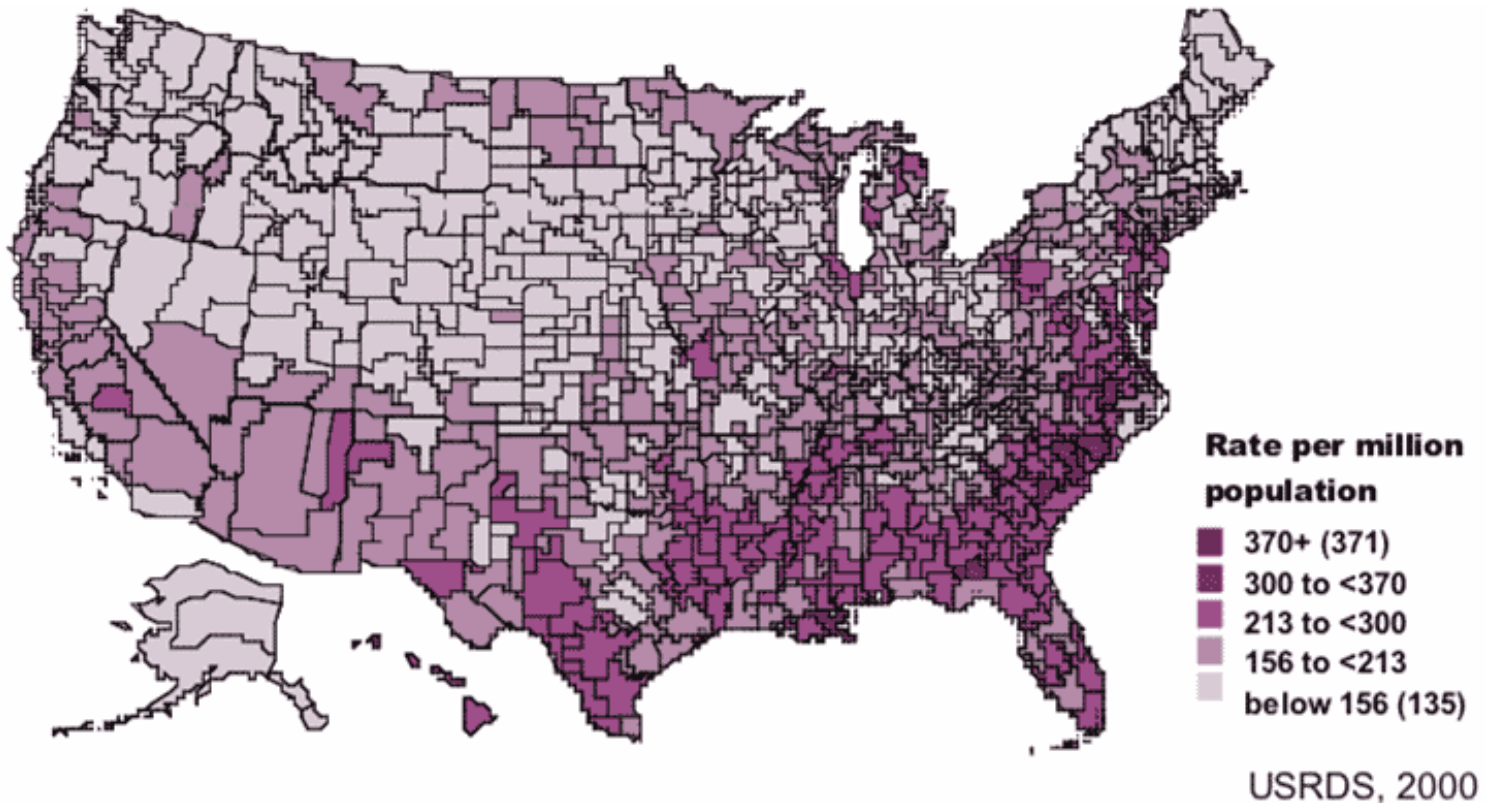 Rate per million
population
370+ (371)
300 to <370
213 to <300
156 to <213
below 156 (135)
USRDS, 2000